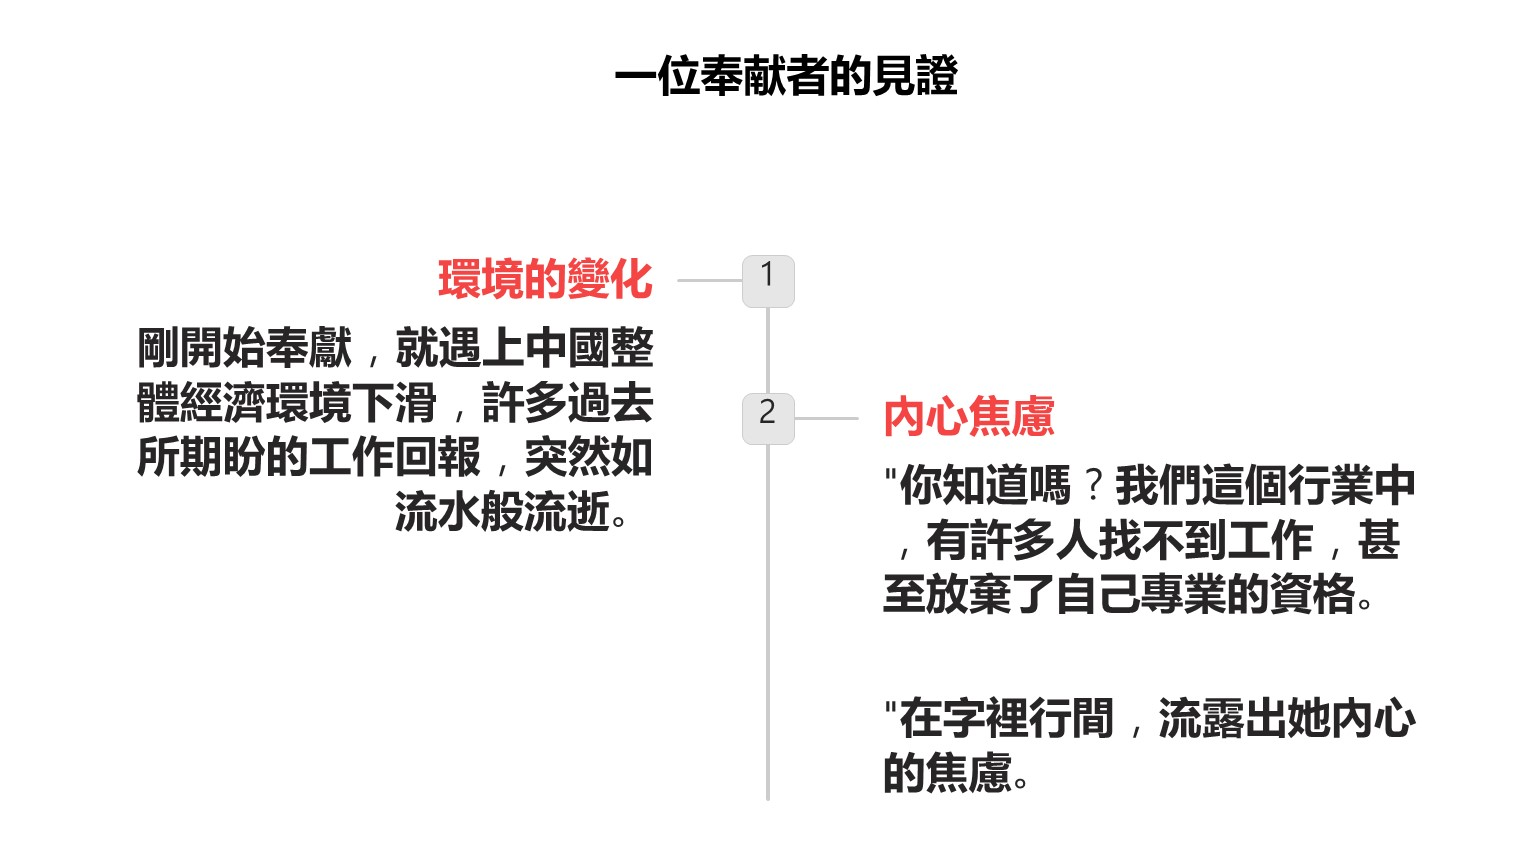 一位奉献者的見證
環境的變化
1
剛開始奉獻，就遇上中國整
體經濟環境下滑，許多過去
所期盼的工作回報，突然如
流水般流逝。
2
内心焦慮
"你知道嗎？我們這個行業中
，有許多人找不到工作，甚
至放棄了自己專業的資格。
"在字裡行間，流露出她内心
的焦慮。